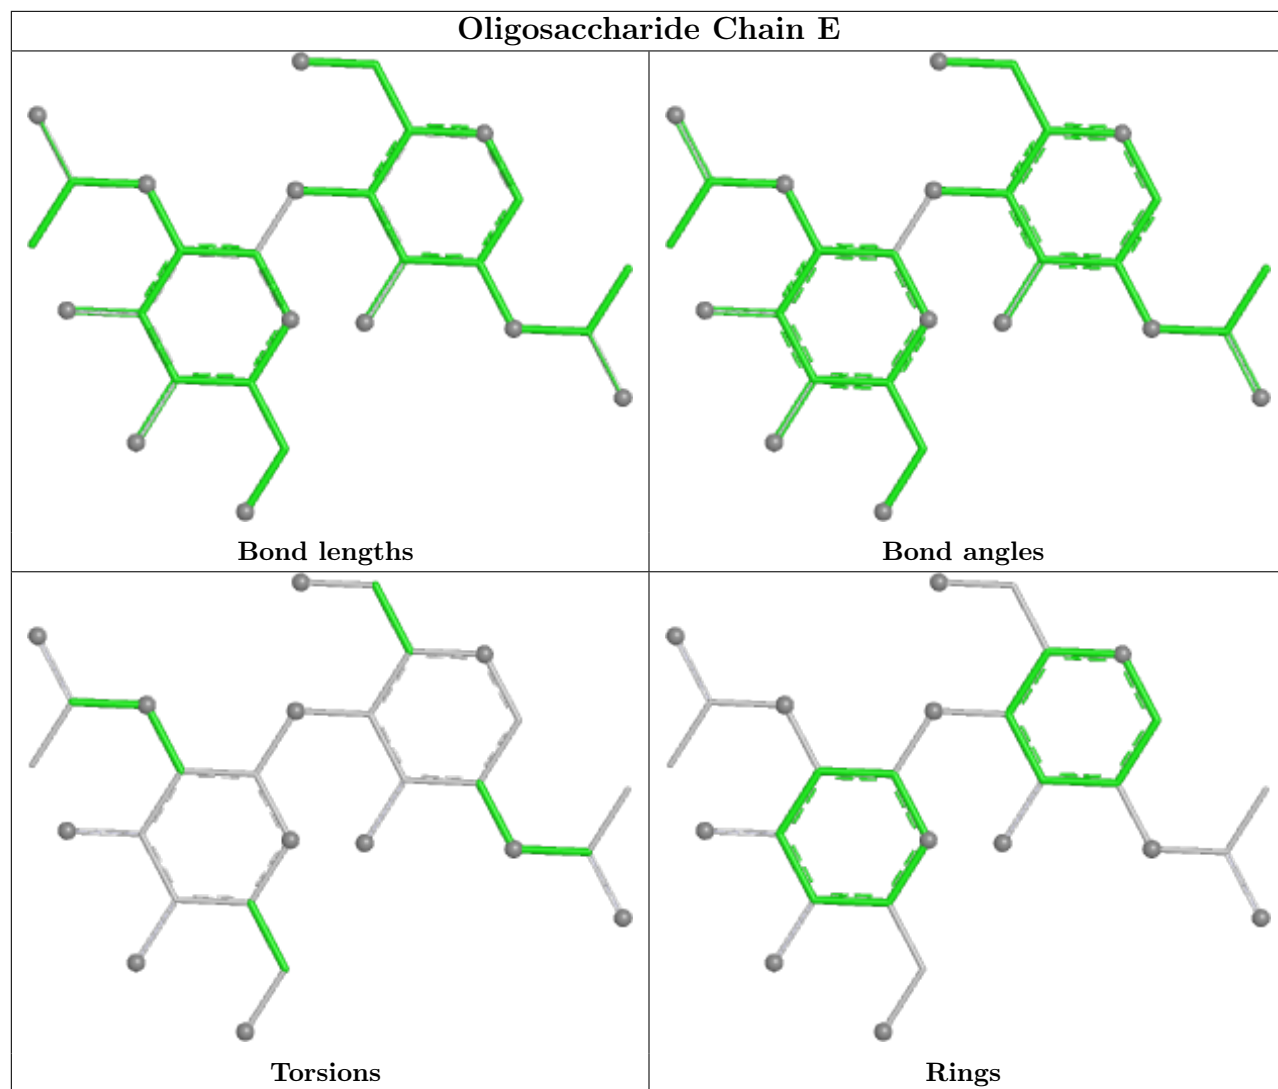 Oligosaccharide Chain E
Bond lengths
Bond angles
Torsions
Rings